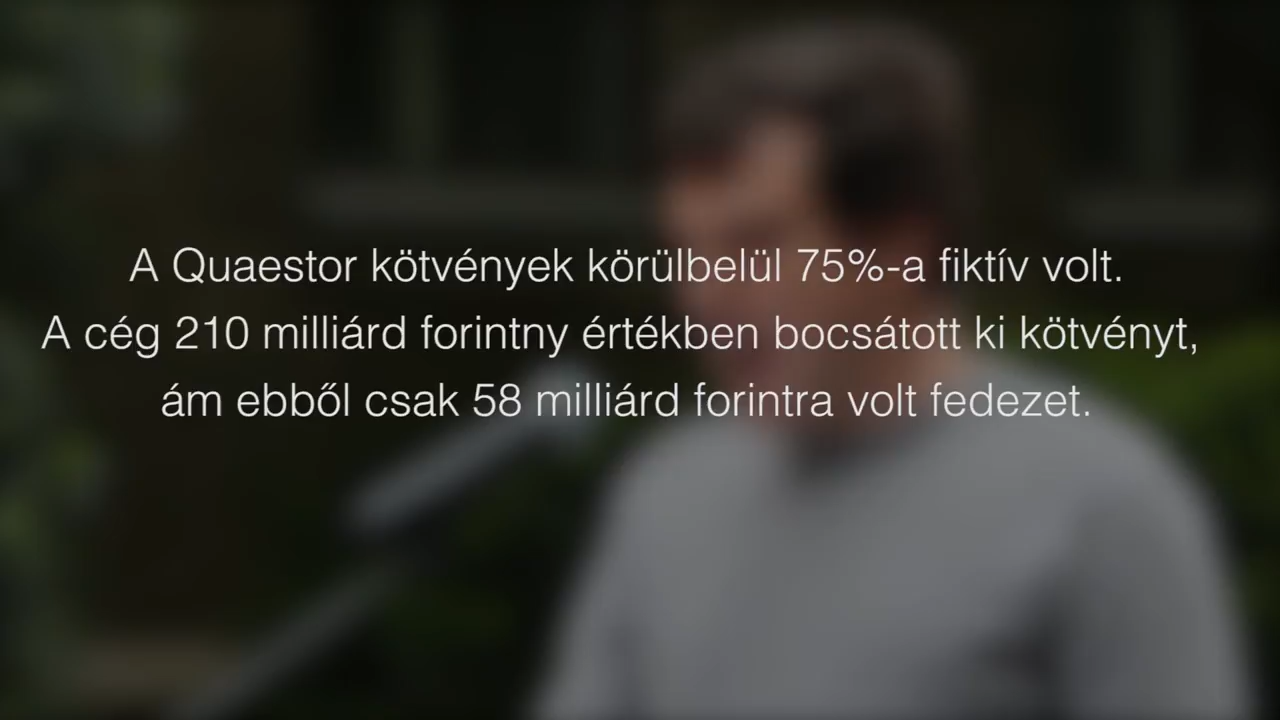 A Quaestor kötvények körülbelül 75%-a fiktív volt.
A cég 210 milliárd forintny értékben bocsátott ki kötvényt,
ám ebből csak 58 milliárd forintra volt fedezet.